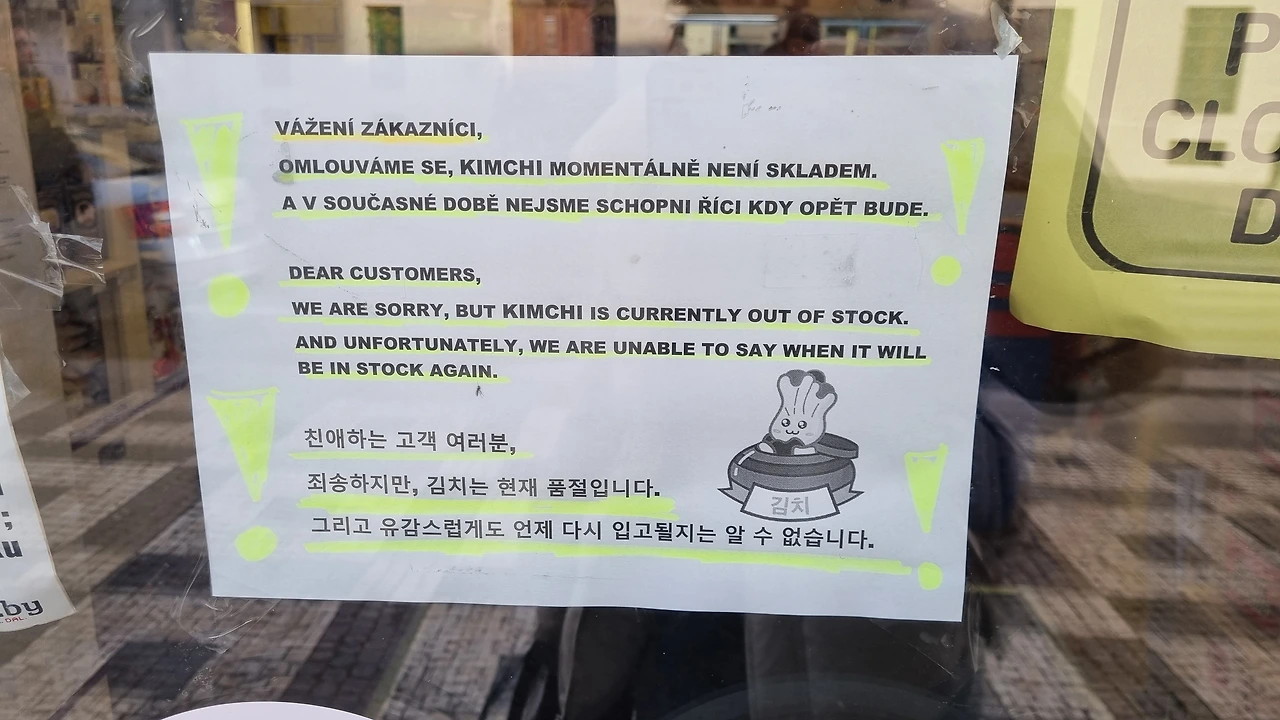 VÁŽENÍ ZÁKAZNÍCI,
OMLOUVÁME SE, KIMCHI MOMENTÁLNĚ NENÍ SKLADEM.
A V SOUČASNÉ DOBĚ NEJSME SCHOPNI ŘÍCI KDY OPĚT BUDE.
DEAR CUSTOMERS,
WE ARE SORRY, BUT KIMCHI IS CURRENTLY OUT OF STOCK.
AND UNFORTUNATELY, WE ARE UNABLE TO SAY WHEN IT WILL
BE IN STOCK AGAIN.
친애하는 고객 여러분,
죄송하지만, 김치는 현재 품절입니다.
그리고 유감스럽게도 언제 다시 입고될지는 알 수 없습니다.
김치